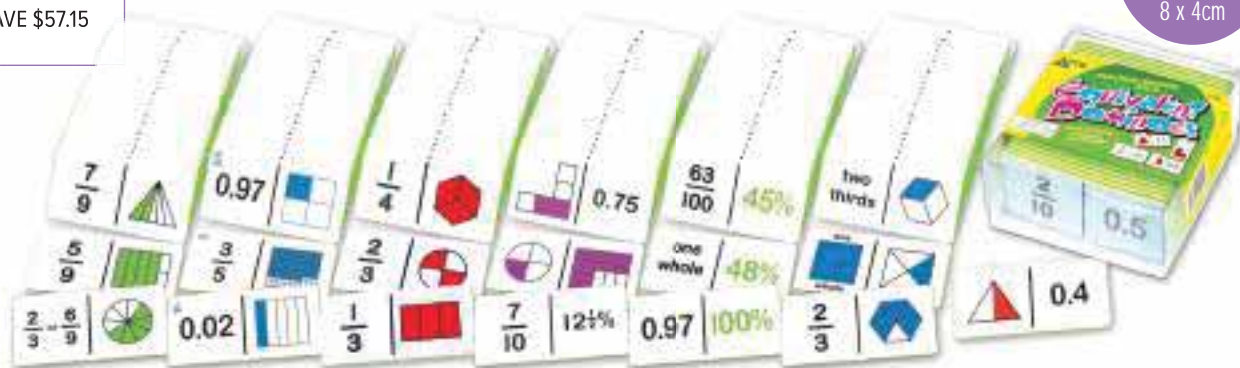 AVE $57.15
8 x 4cm
7/9
0.97
1/4
0.75
63/100 45%
two thirds
5/9
3/5
2/3
one whole 48%
2/3 = 6/9
0.02
1/3
7/10 12½%
0.97 100%
2/3
0.4
Equivalent
Dominoes
2/10 0.5